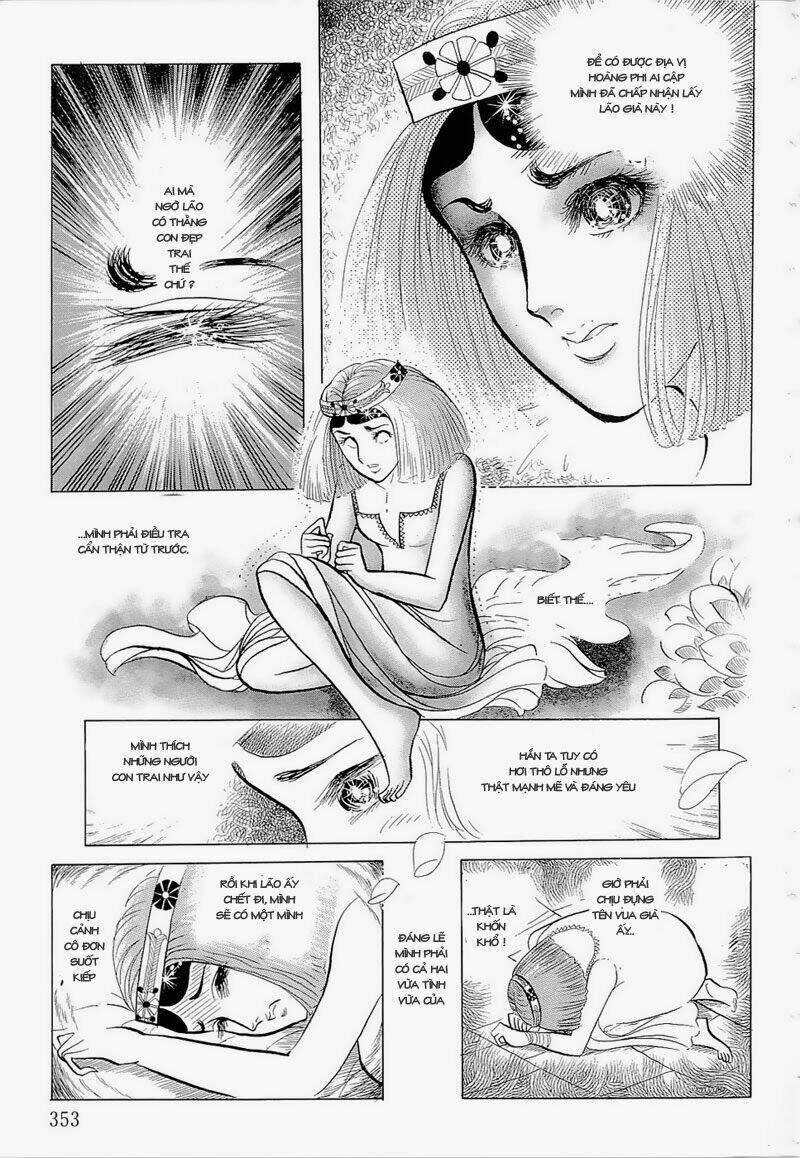 ĐỂ CÓ ĐƯỢC ĐỊA VỊ
HOÀNG PHI AI CẬP
MÌNH ĐÃ CHẤP NHẬN LẤY
LÃO GIÀ NÀY !
AI MÀ
NGỜ LÃO
CÓ THẰNG
CON ĐẸP
TRAI
THẾ
CHỨ ?
...MÌNH PHẢI ĐIỀU TRA
CẨN THẬN TỪ TRƯỚC.
BIẾT THẾ....
MÌNH THÍCH
NHỮNG NGƯỜI
CON TRAI NHƯ VẬY
HẮN TA TUY CÓ
HƠI THÔ LỖ NHƯNG
THẬT MẠNH MẼ VÀ ĐÁNG YÊU
RỒI KHI LÃO ẤY
CHẾT ĐI, MÌNH
SẼ CÓ MỘT MÌNH
CHỊU
CẢNH
CÔ ĐƠN
SUỐT
KIẾP
ĐÁNG LẼ
MÌNH PHẢI
CÓ CẢ HAI
VỪA TÌNH
VỪA CỦA
GIỜ PHẢI
CHỊU ĐỰNG
TÊN VUA GIÀ
ẤY...
...THẬT LÀ
KHỐN
KHỔ !
353